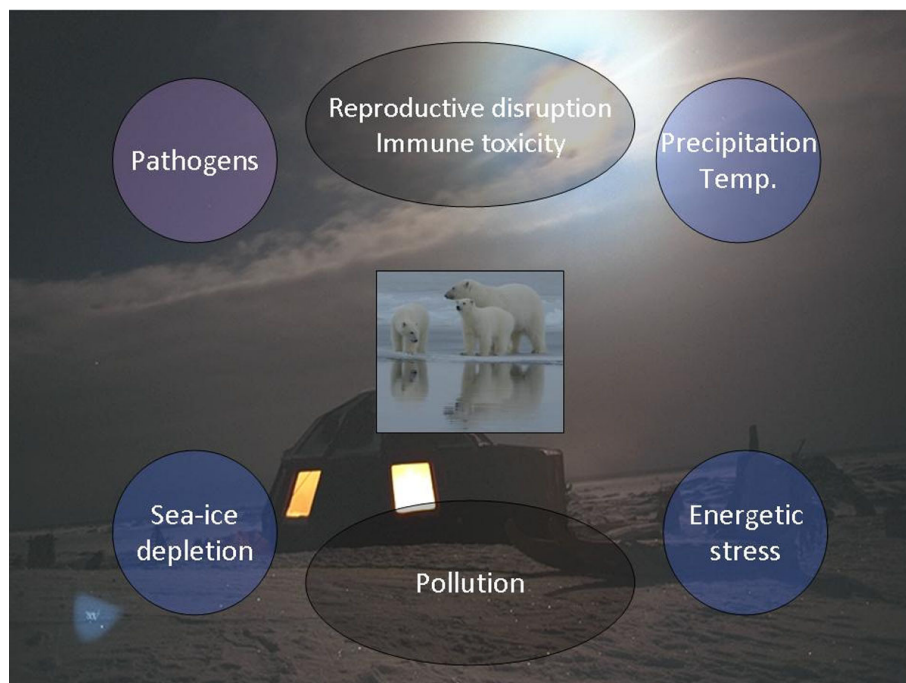 Reproductive disruption
Immune toxicity
Pathogens
Precipitation
Temp.
Sea-ice
depletion
Energetic
stress
Pollution